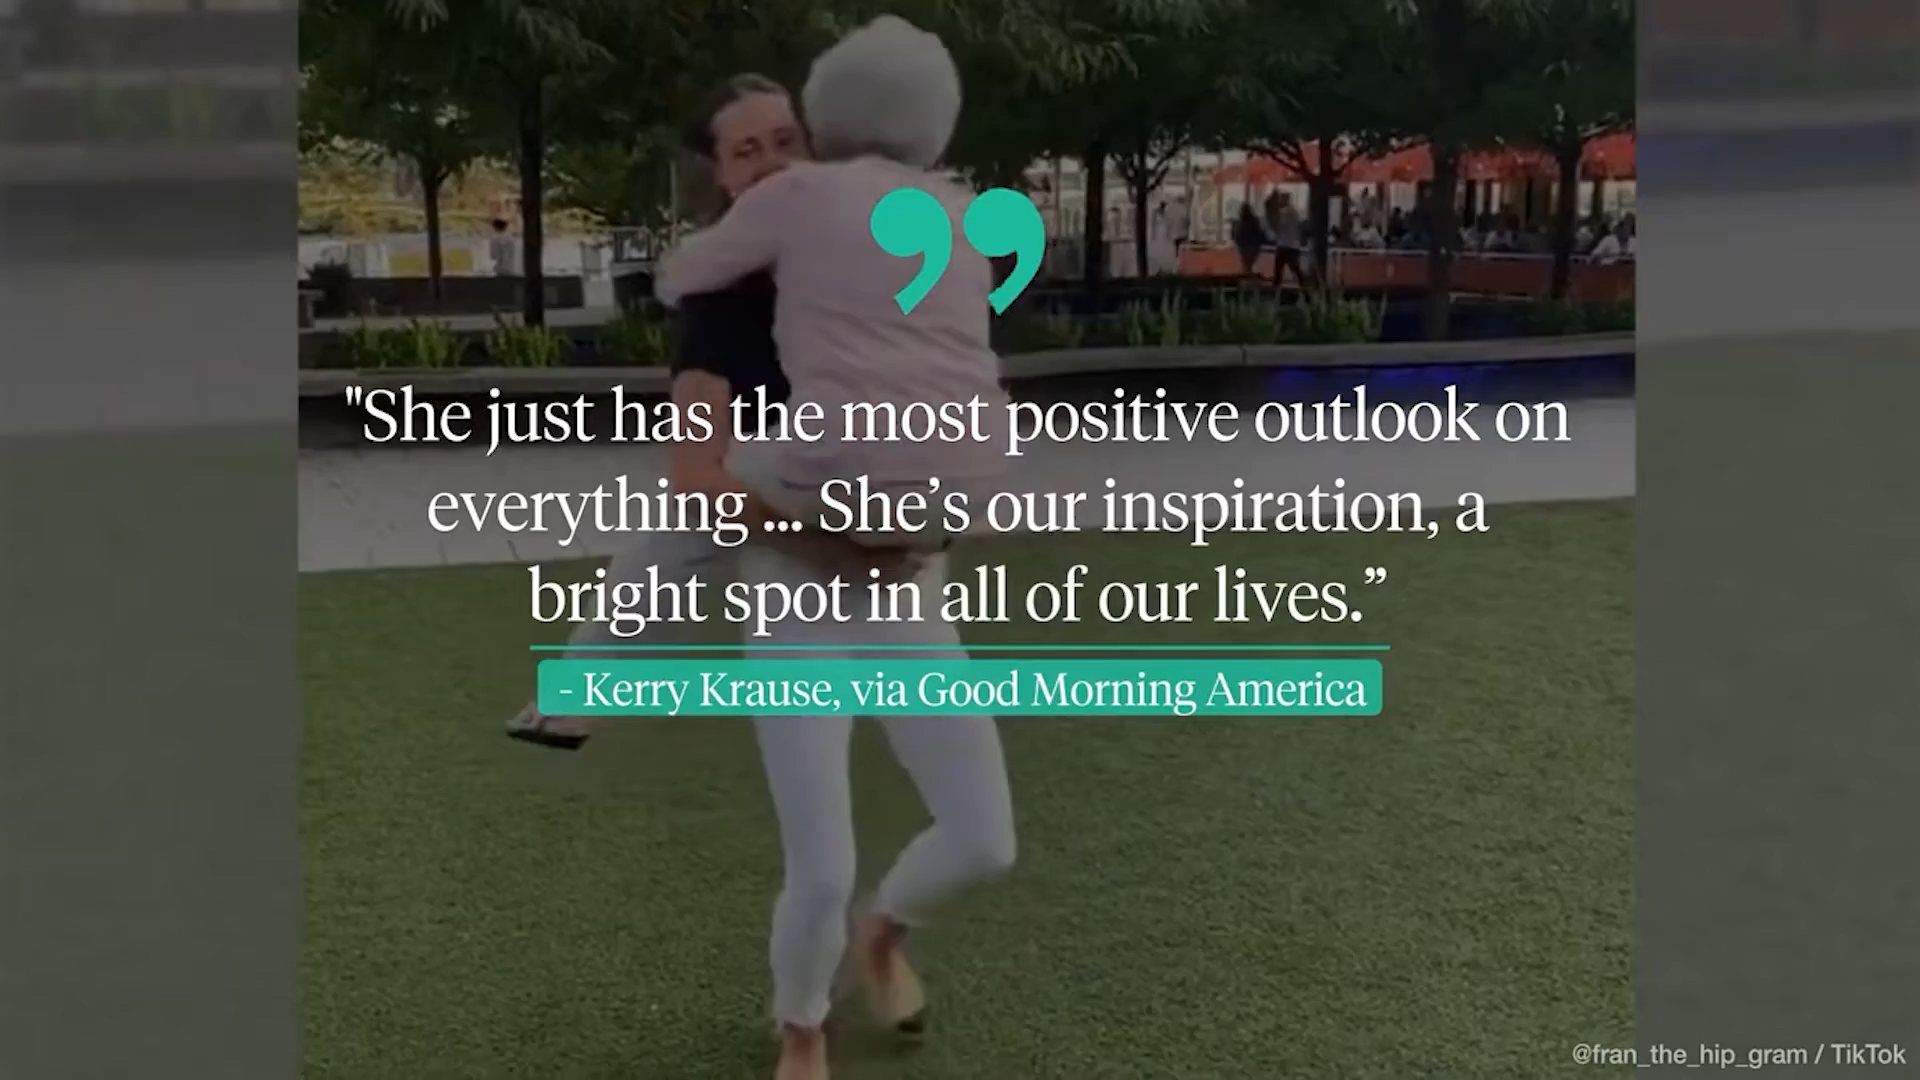 "She just has the most positive outlook on
everything ... She’s our inspiration, a
bright spot in all of our lives.”
- Kerry Krause, via Good Morning America
@fran_the_hip_gram / TikTok